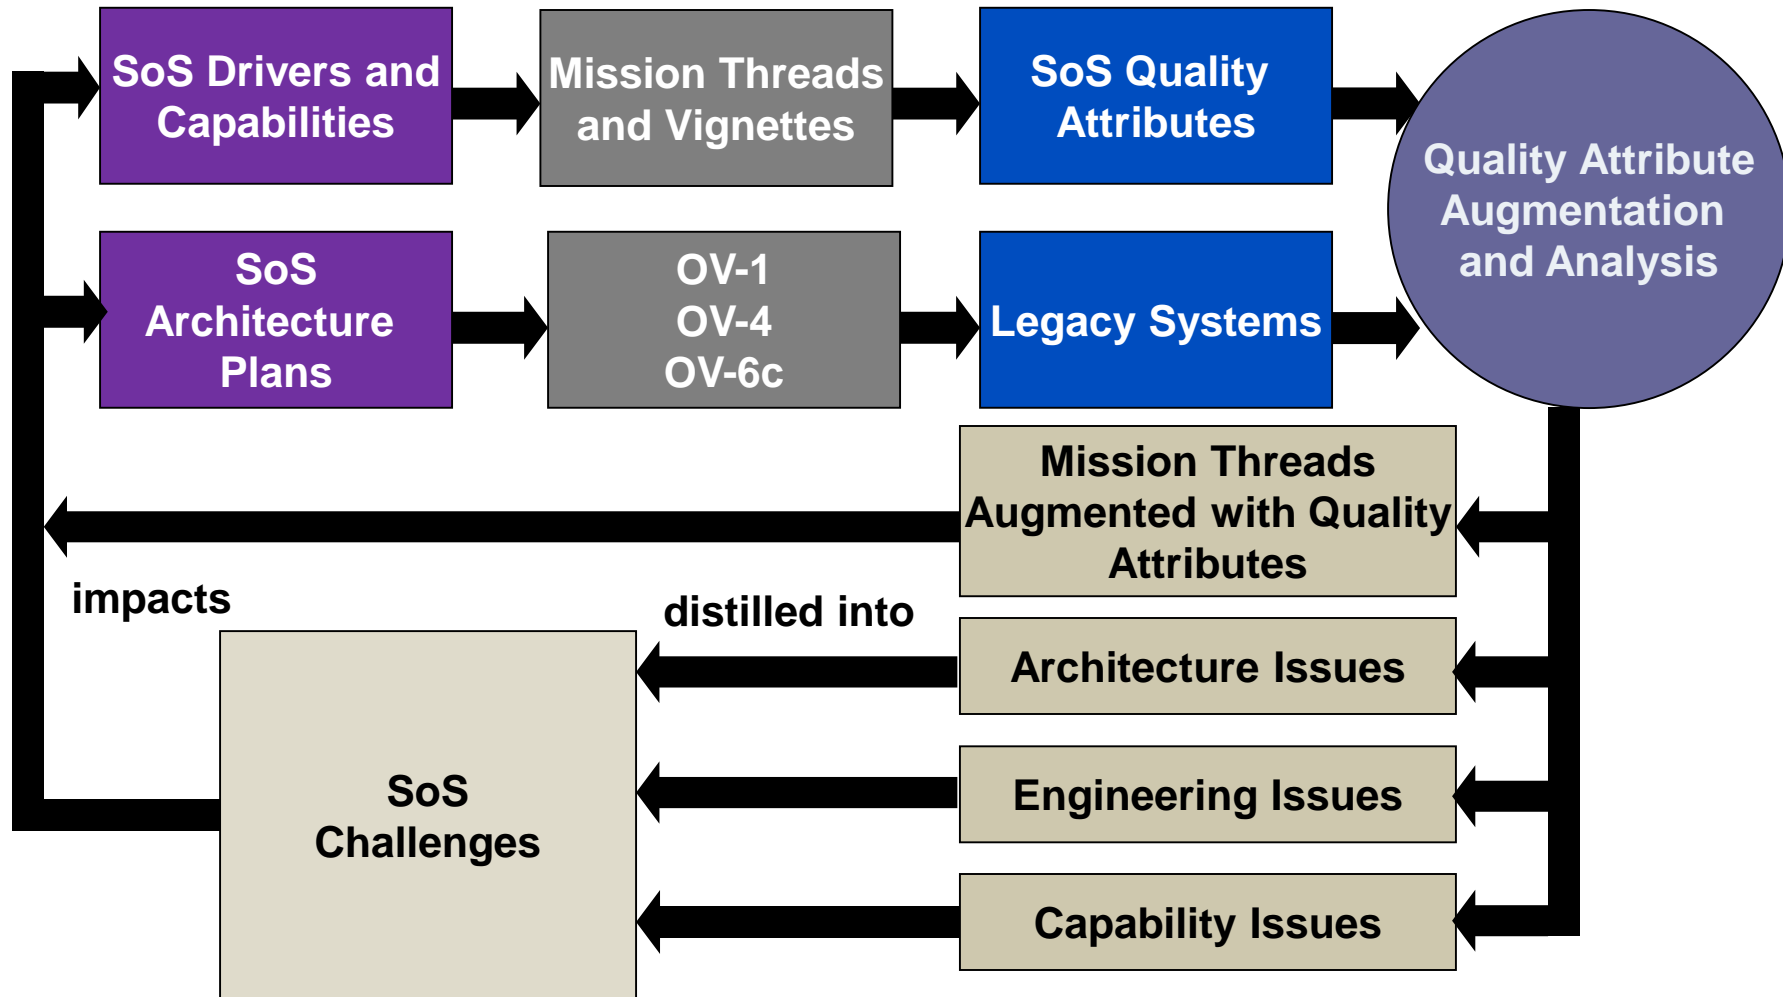 SoS Drivers and
Capabilities
Mission Threads
and Vignettes
SoS Quality
Attributes
Quality Attribute
Augmentation
and Analysis
SoS
Architecture
Plans
OV-1
OV-4
OV-6c
Legacy Systems
Mission Threads
Augmented with Quality
Attributes
impacts
distilled into
Architecture Issues
SoS
Challenges
Engineering Issues
Capability Issues